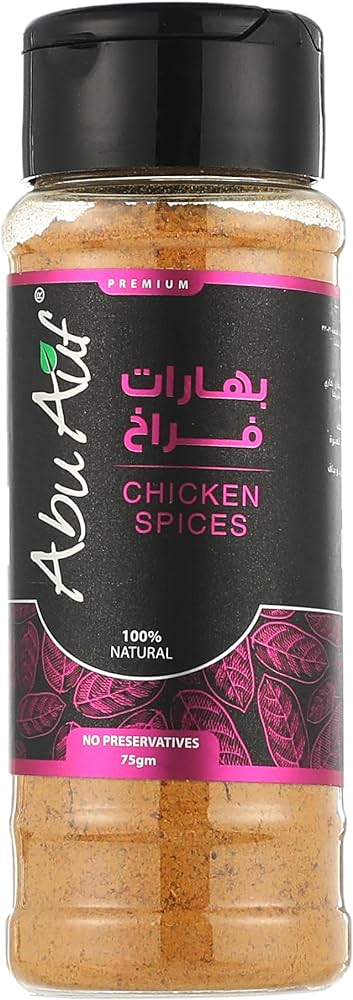 PREMIUM
Abu Auf®
بهارات
فراخ
CHICKEN
SPICES
100%
NATURAL
NO PRESERVATIVES
75gm